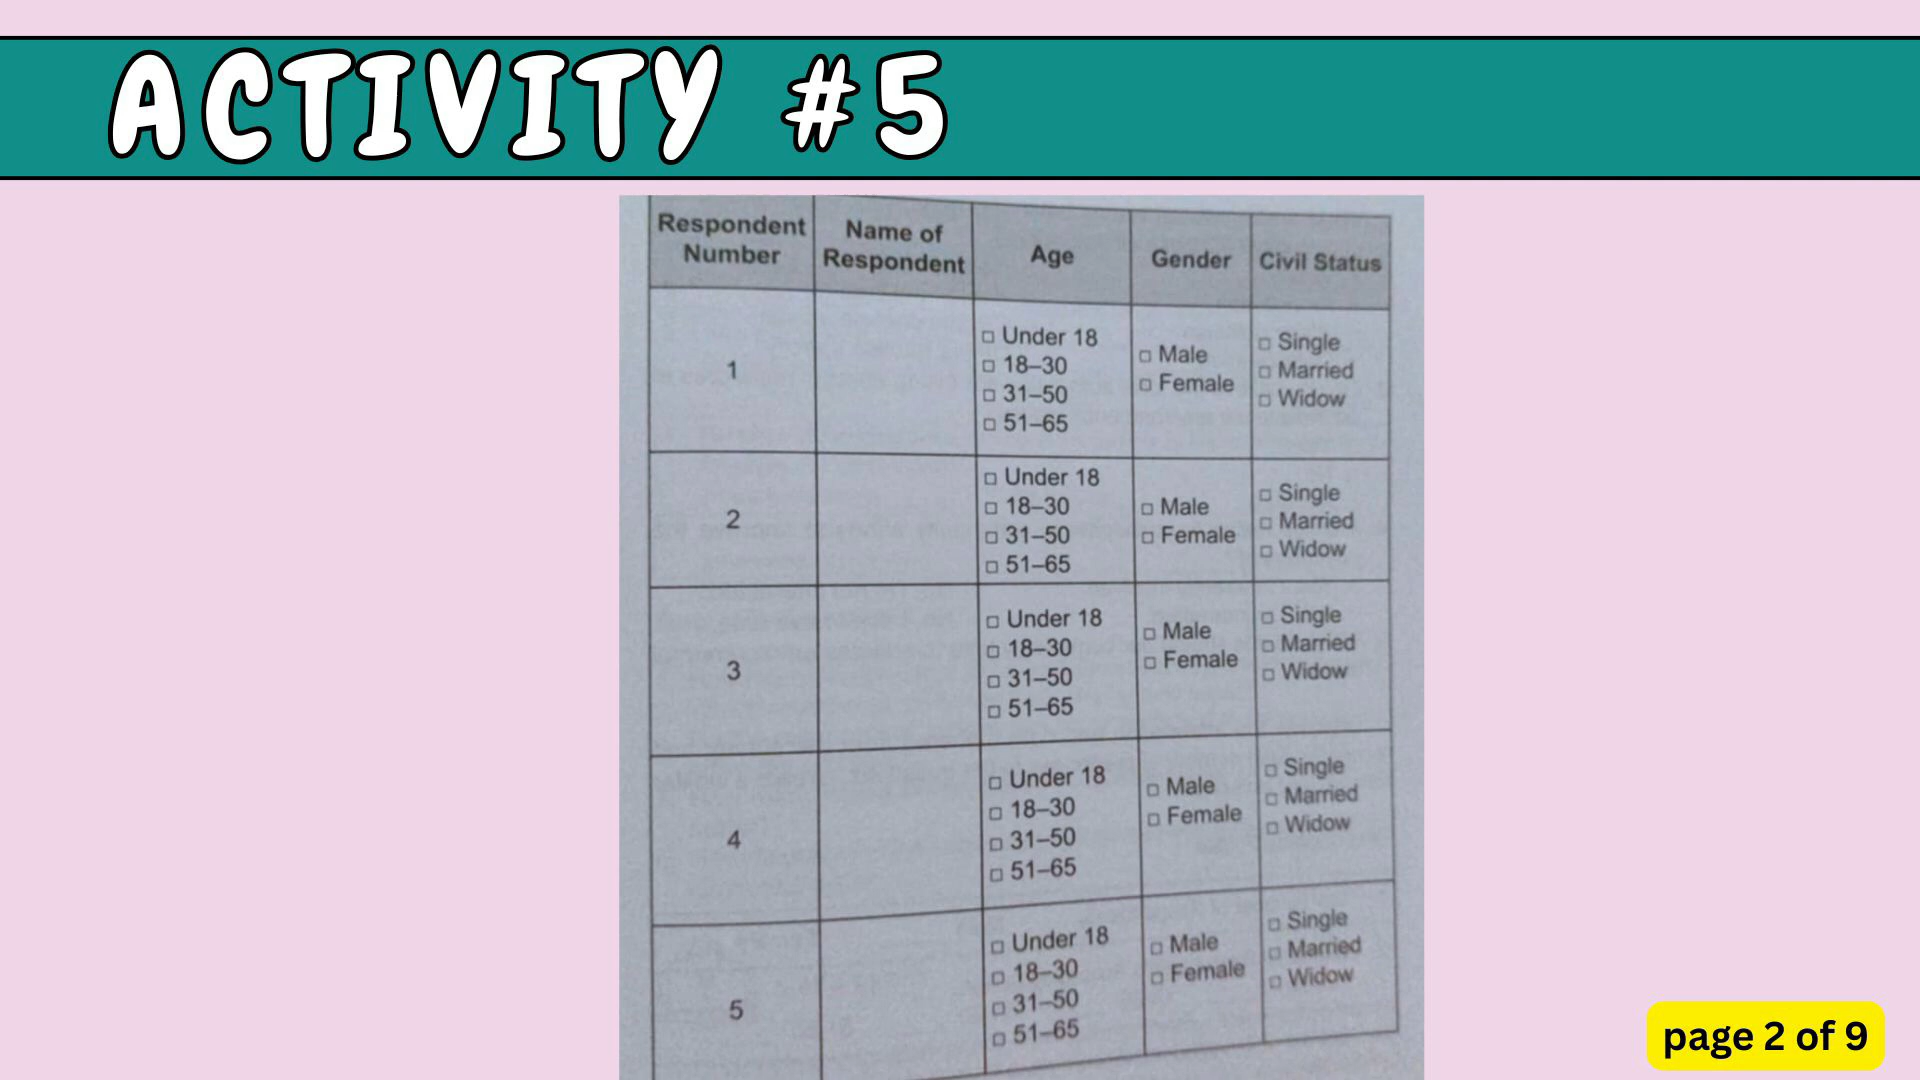 ACTIVITY #5
Respondent Number
Name of Respondent
Age
Gender
Civil Status
1
□ Under 18
□ 18–30
□ 31–50
□ 51–65
□ Male
□ Female
□ Single
□ Married
□ Widow
2
□ Under 18
□ 18–30
□ 31–50
□ 51–65
□ Male
□ Female
□ Single
□ Married
□ Widow
3
□ Under 18
□ 18–30
□ 31–50
□ 51–65
□ Male
□ Female
□ Single
□ Married
□ Widow
4
□ Under 18
□ 18–30
□ 31–50
□ 51–65
□ Male
□ Female
□ Single
□ Married
□ Widow
5
□ Under 18
□ 18–30
□ 31–50
□ 51–65
□ Male
□ Female
□ Single
□ Married
□ Widow
page 2 of 9